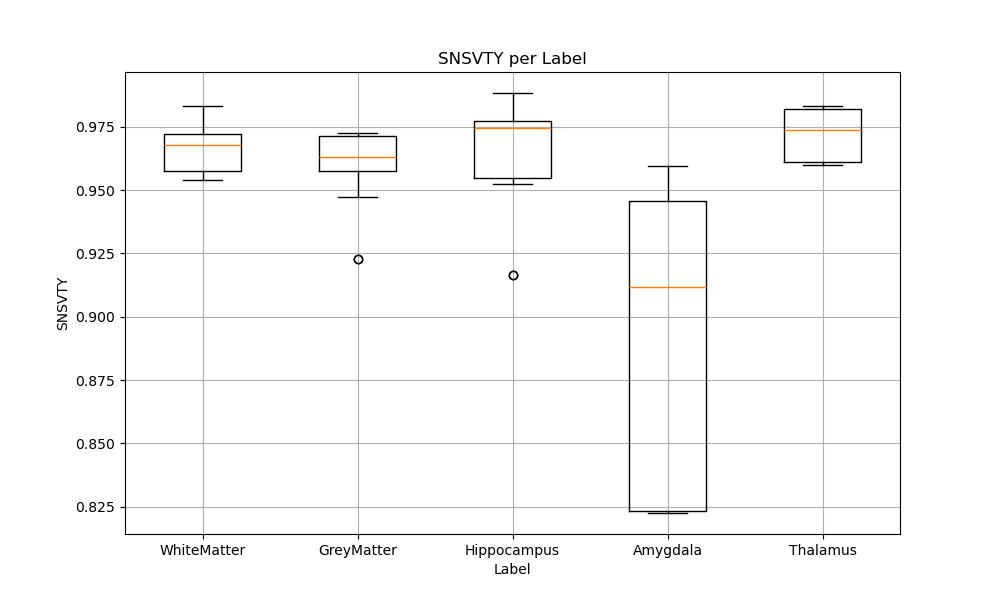 SNSVTY per Label
0.975
0.950
0.925
0.900
0.875
0.850
0.825
SNSVTY
WhiteMatter GreyMatter Hippocampus Amygdala Thalamus
Label